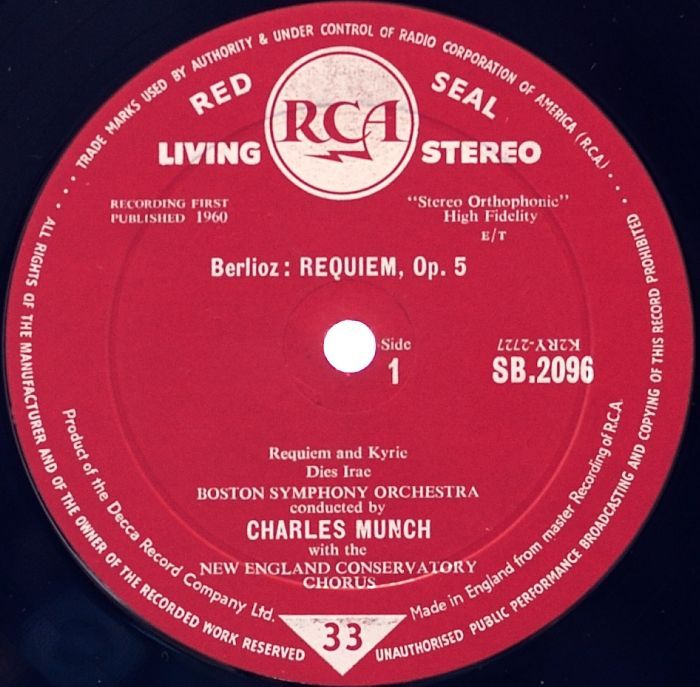 TRADE MARKS USED BY AUTHORITY & UNDER CONTROL OF RADIO CORPORATION OF AMERICA (R.C.A.)
RED SEAL
RCA
LIVING STEREO
RECORDING FIRST
PUBLISHED 1960
"Stereo Orthophonic"
High Fidelity
E/T
Berlioz: REQUIEM, Op. 5
Side
1
K2RY-2727
SB.2096
Requiem and Kyrie
Dies Irae
BOSTON SYMPHONY ORCHESTRA
conducted by
CHARLES MUNCH
with the
NEW ENGLAND CONSERVATORY
CHORUS
Product of the Decca Record Company Ltd.
Made in England from master Recording of R.C.A.
33
ALL RIGHTS OF THE MANUFACTURER AND OF THE OWNER OF THE RECORDED WORK RESERVED
UNAUTHORISED PUBLIC PERFORMANCE BROADCASTING AND COPYING OF THIS RECORD PROHIBITED